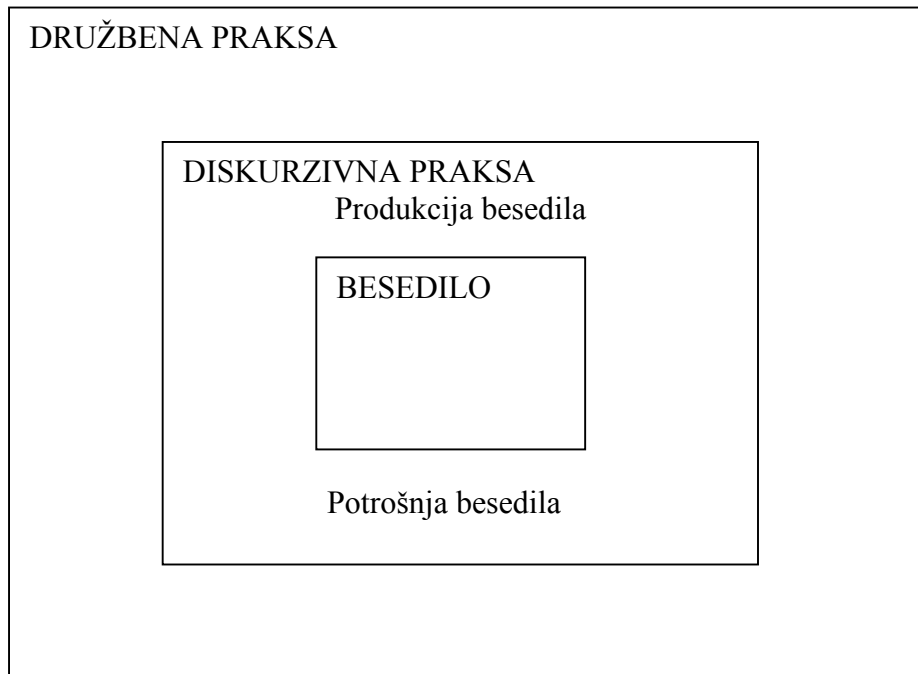 DRUŽBENA PRAKSA
DISKURZIVNA PRAKSA
Produkcija besedila
BESEDILO
Potrošnja besedila